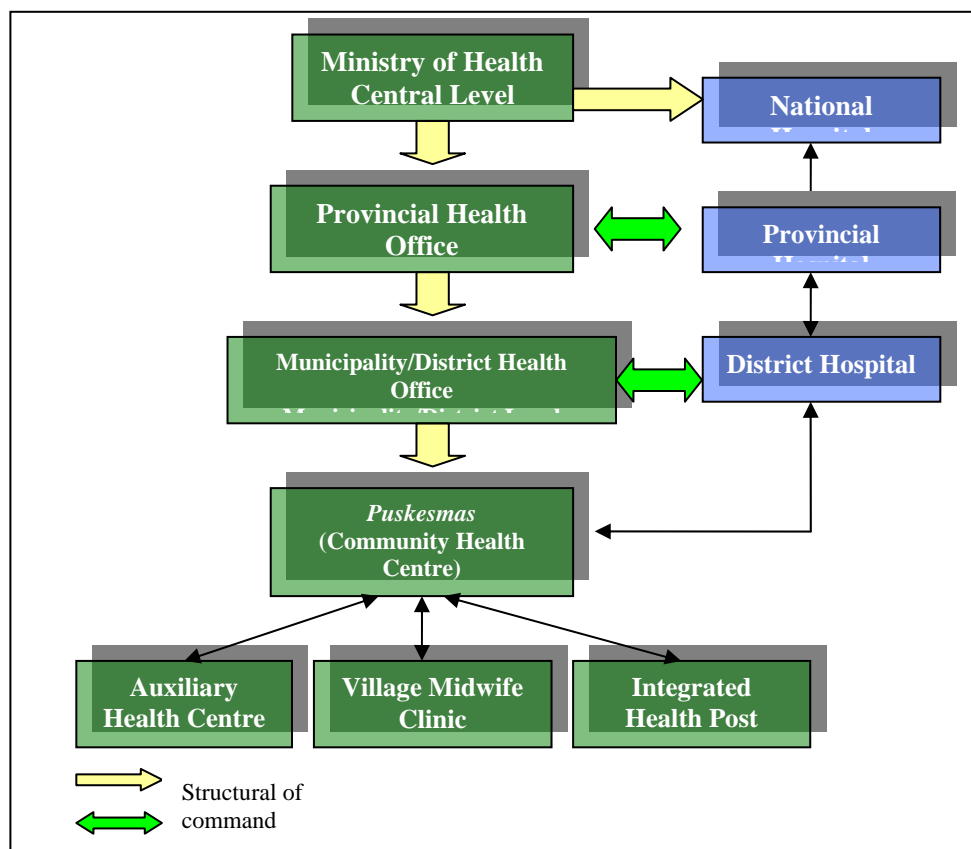 Ministry of Health
Central Level
National
Provincial Health
Office
Provincial
Hospital
Municipality/District Health
Office
District Hospital
Puskesmas
(Community Health
Centre)
Auxiliary
Health Centre
Village Midwife
Clinic
Integrated
Health Post
Structural of
command